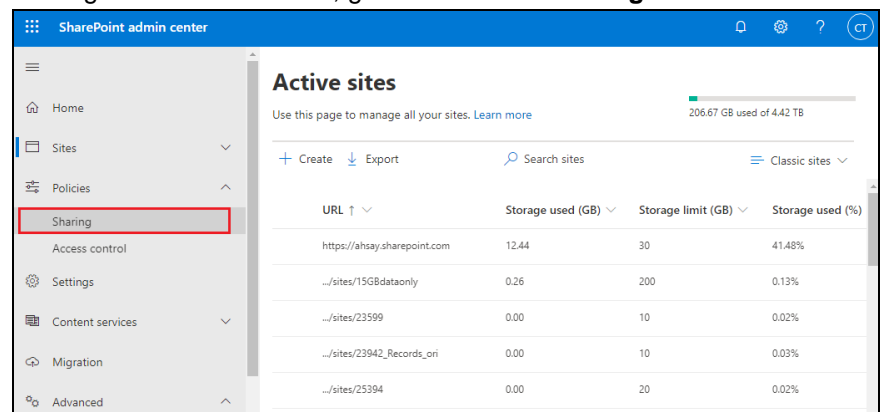 SharePoint admin center
?
CT
Home
Sites
Policies
Sharing
Access control
Settings
Content services
Migration
Advanced
Active sites
Use this page to manage all your sites. Learn more
206.67 GB used of 4.42 TB
+ Create ↓ Export
Search sites
Classic sites
URL ↑ Storage used (GB) Storage limit (GB) Storage used (%)
https://ahsay.sharepoint.com 12.44 30 41.48%
.../sites/15GBdataonly 0.26 200 0.13%
.../sites/23599 0.00 10 0.02%
.../sites/23942_Records_ori 0.00 10 0.03%
.../sites/25394 0.00 20 0.02%